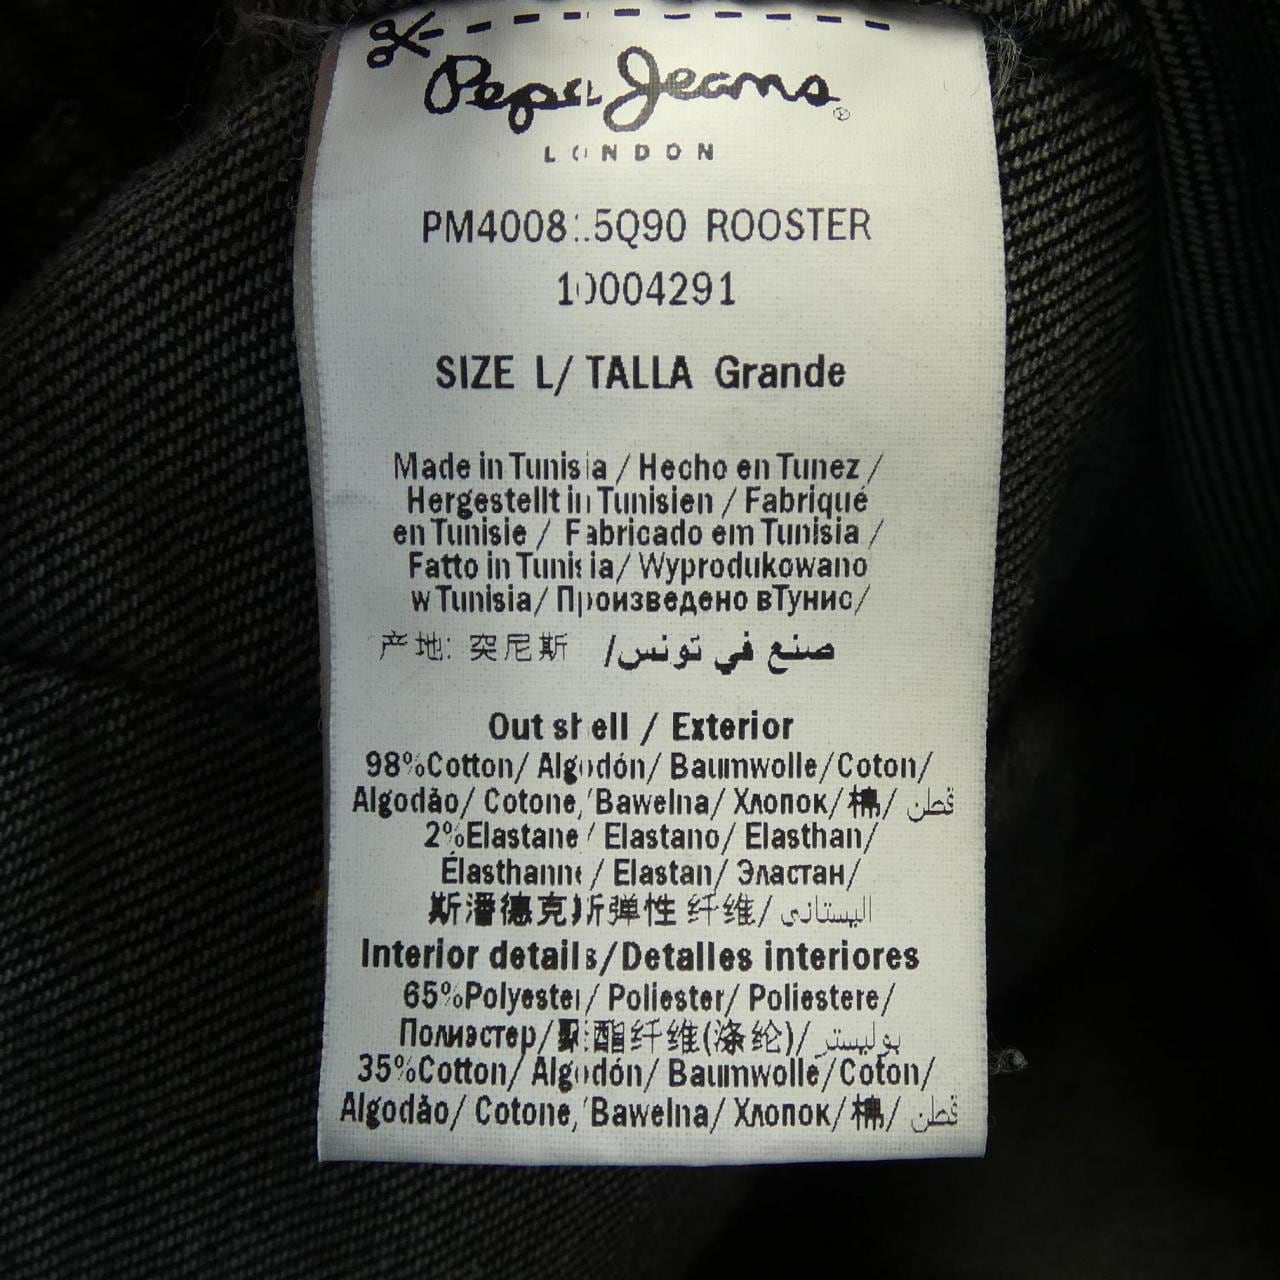 Pepe Jeans
LONDON
5Q90 ROOSTER
10004291
SIZE L/ TALLA Grande
Made in Tunisia / Hecho en Tunez /
Hergestellt in Tunisien / Fabriqué
en Tunisie / Fabricado em Tunisia /
Fatto in Tunisia/ Wyprodukowano
w Tunisia/ Произведено вТунис/
产地: 突尼斯 /صنع في تونس
Out shell / Exterior
98%Cotton/ Algodón/ Baumwolle/Coton/
Algodão/ Cotone/Bawelna/ Хлопок/棉/ قطن
2%Elastane/ Elastano/ Elasthan/
Élasthanne/ Elastan/ Эластан/
斯潘德克斯弹性纤维/ اليستاني
Interior details/Detalles interiores
65%Polyester/ Poliester/ Poliestere/
Полиэстер/聚酯纤维(涤纶)/ بوليستر
35%Cotton/ Algodón/ Baumwolle/Coton/
Algodão/ Cotone/Bawelna/ Хлопок/棉/ قطن